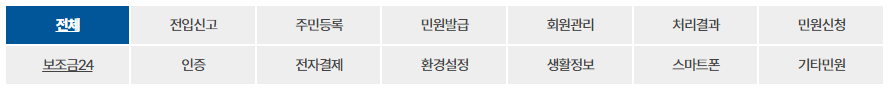 전체 전입신고 주민등록 민원발급 회원관리 처리결과 민원신청
보조금24 인증 전자결제 환경설정 생활정보 스마트폰 기타민원